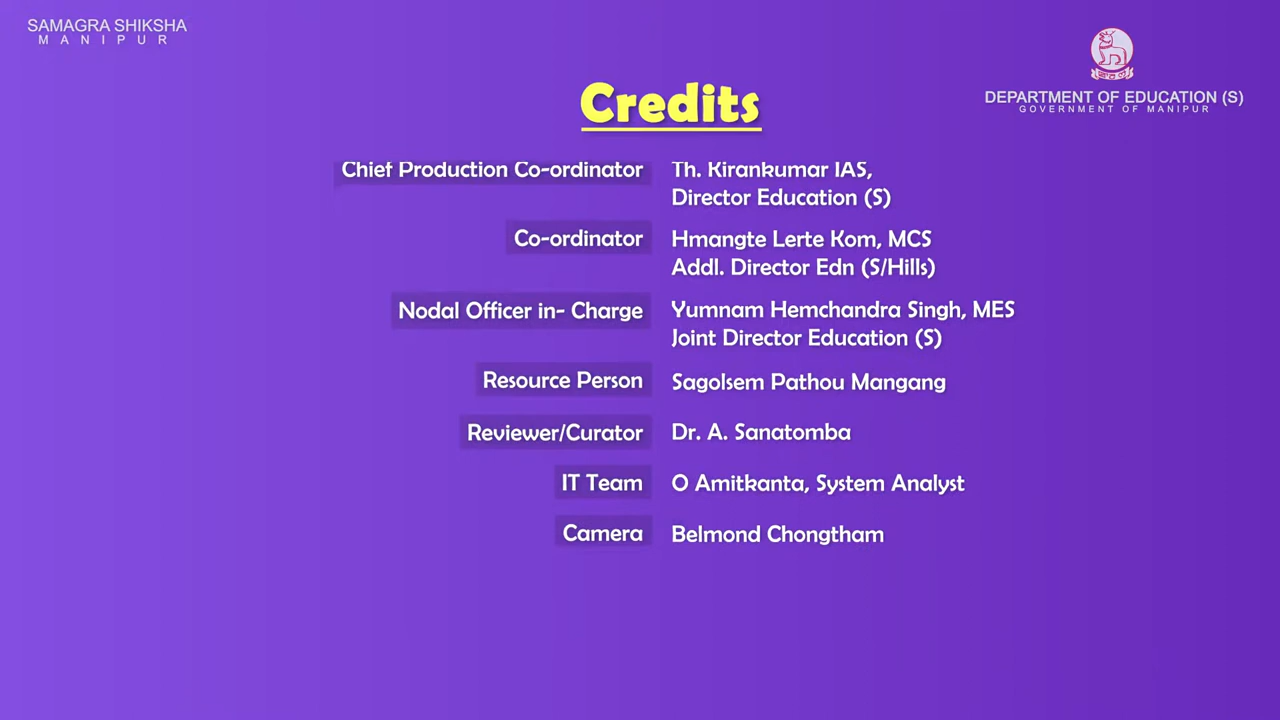 SAMAGRA SHIKSHA
MANIPUR
DEPARTMENT OF EDUCATION (S)
GOVERNMENT OF MANIPUR
Credits
Chief Production Co-ordinator Th. Kirankumar IAS,
Director Education (S)
Co-ordinator Hmangte Lerte Kom, MCS
Addl. Director Edn (S/Hills)
Nodal Officer in- Charge Yumnam Hemchandra Singh, MES
Joint Director Education (S)
Resource Person Sagolsem Pathou Mangang
Reviewer/Curator Dr. A. Sanatomba
IT Team O Amitkanta, System Analyst
Camera Belmond Chongtham